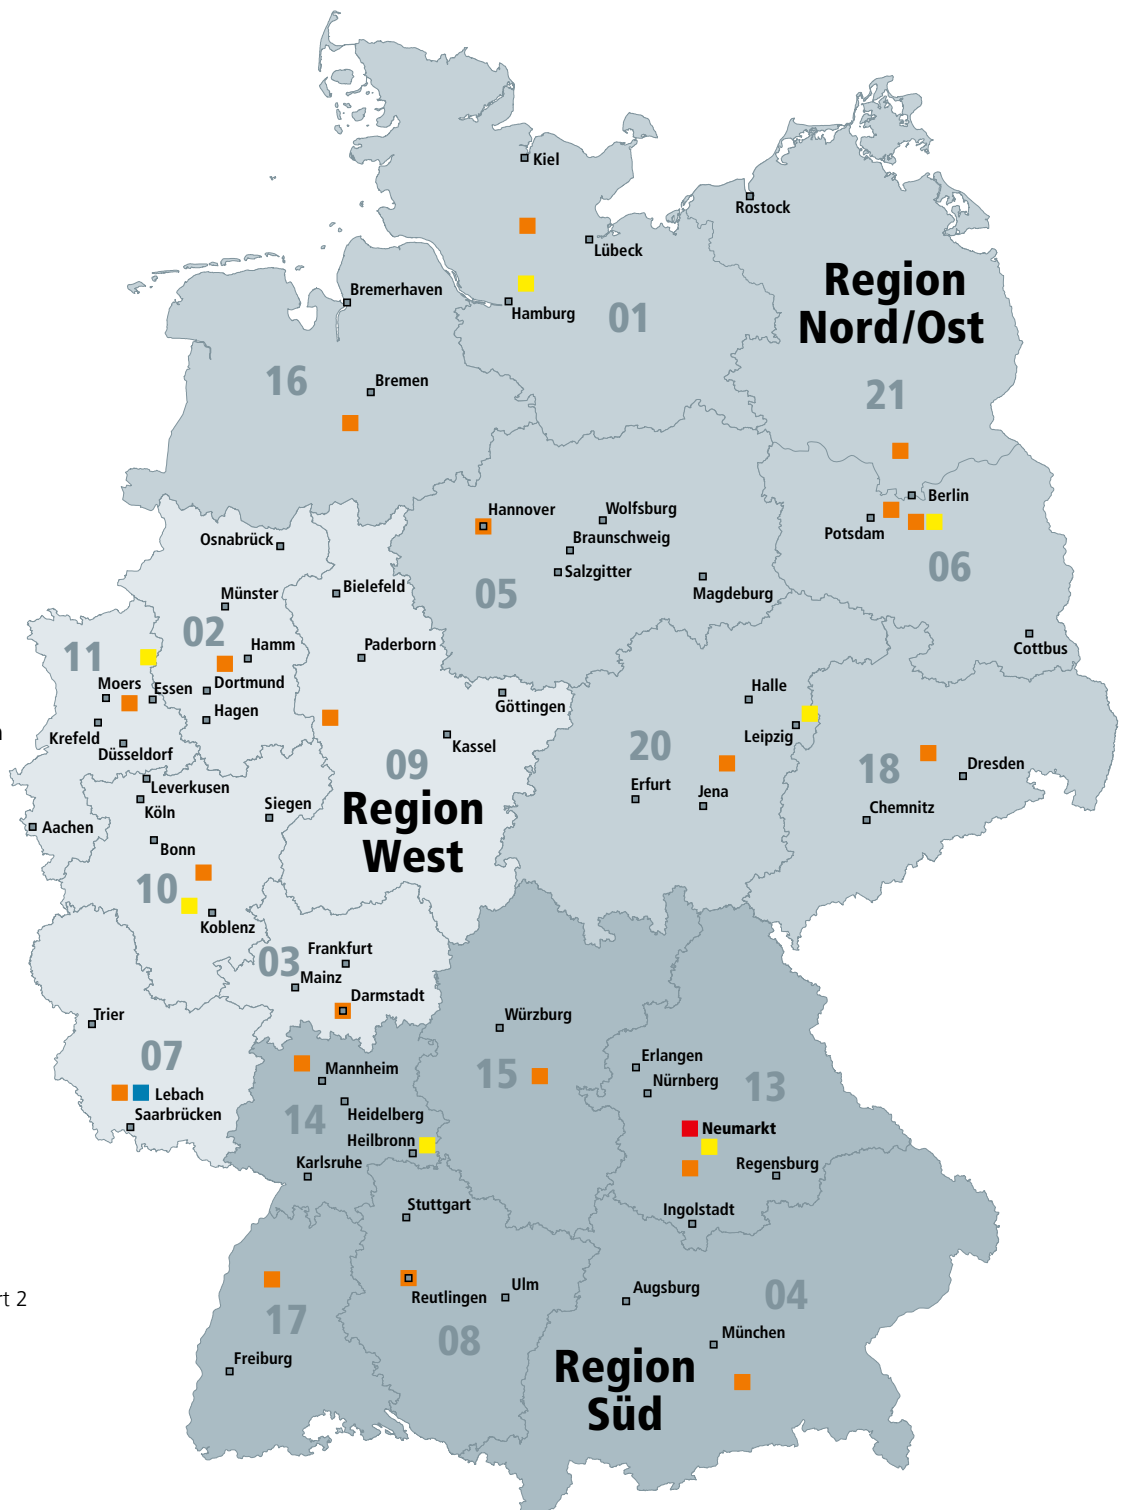 Kiel
Rostock
Lübeck
Region
Nord/Ost
Bremerhaven
Hamburg
01
16
Bremen
21
Berlin
Hannover
Wolfsburg
Potsdam
Osnabrück
Braunschweig
06
Salzgitter
05
Bielefeld
Magdeburg
Münster
02
Hamm
Paderborn
Cottbus
11
Moers
Essen
Dortmund
Halle
Göttingen
Hagen
Krefeld
Leipzig
Düsseldorf
Kassel
20
n
09
18
Dresden
Leverkusen
Erfurt
Jena
Köln
Siegen
Region
West
Chemnitz
Aachen
Bonn
10
Koblenz
Frankfurt
03
Mainz
Darmstadt
Trier
Würzburg
07
Erlangen
Mannheim
15
Nürnberg
13
Lebach
Saarbrücken
14
Heidelberg
Neumarkt
Heilbronn
Karlsruhe
Regensburg
Stuttgart
Ingolstadt
Ulm
Augsburg
04
rt 2
Reutlingen
17
08
München
Freiburg
Region
Süd